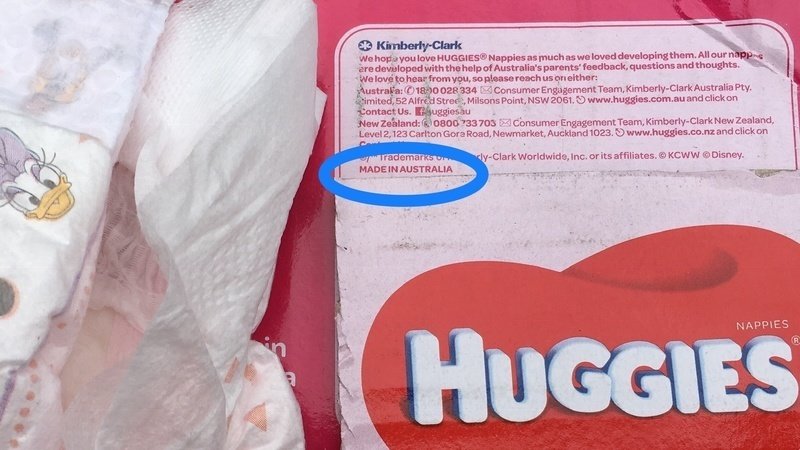 Kimberly-Clark
We hope you love HUGGIES® Nappies as much as we loved developing them. All our
are developed with the help of Australia's parents' feedback, questions and thoughts.
We love to hear from you, so please reach us on either:
Australia: 1800 028 334 Consumer Engagement Team, Kimberly-Clark Australia Pty.
Limited, 52 Alfred Street, Milsons Point, NSW 2061. www.huggies.com.au and click on
Contact Us. Huggiesau
New Zealand: 0800 733 703 Consumer Engagement Team, Kimberly-Clark New Zealand,
Level 2, 123 Carlton Gore Road, Newmarket, Auckland 1023. www.huggies.co.nz and click on
Trademarks of Kimberly-Clark Worldwide, Inc. or its affiliates. © KCWW © Disney.
MADE IN AUSTRALIA
in
NAPPIES
HUGGIES®